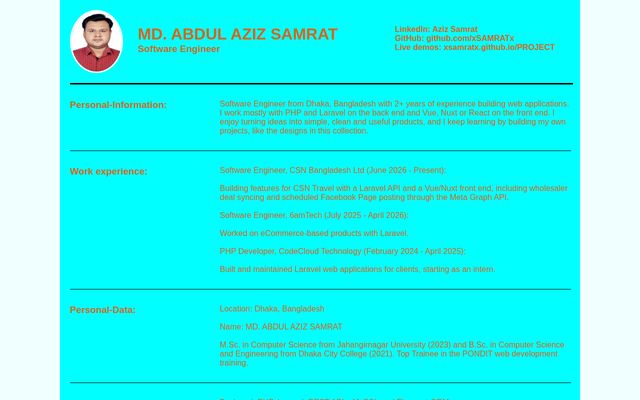 MD. ABDUL AZIZ SAMRAT
Software Engineer
LinkedIn: Aziz Samrat
GitHub: github.com/xSAMRATx
Live demos: xsamratx.github.io/PROJECT
Personal-Information:
Software Engineer from Dhaka, Bangladesh with 2+ years of experience building web applications.
I work mostly with PHP and Laravel on the back end and Vue, Nuxt or React on the front end. I
enjoy turning ideas into simple, clean and useful products, and I keep learning by building my own
projects, like the designs in this collection.
Work experience:
Software Engineer, CSN Bangladesh Ltd (June 2026 - Present):
Building features for CSN Travel with a Laravel API and a Vue/Nuxt front end, including wholesaler
deal syncing and scheduled Facebook Page posting through the Meta Graph API.
Software Engineer, 6amTech (July 2025 - April 2026):
Worked on eCommerce-based products with Laravel.
PHP Developer, CodeCloud Technology (February 2024 - April 2025):
Built and maintained Laravel web applications for clients, starting as an intern.
Personal-Data:
Location: Dhaka, Bangladesh
Name: MD. ABDUL AZIZ SAMRAT
M.Sc. in Computer Science from Jahangirnagar University (2023) and B.Sc. in Computer Science
and Engineering from Dhaka City College (2021). Top Trainee in the PONDIT web development
training.